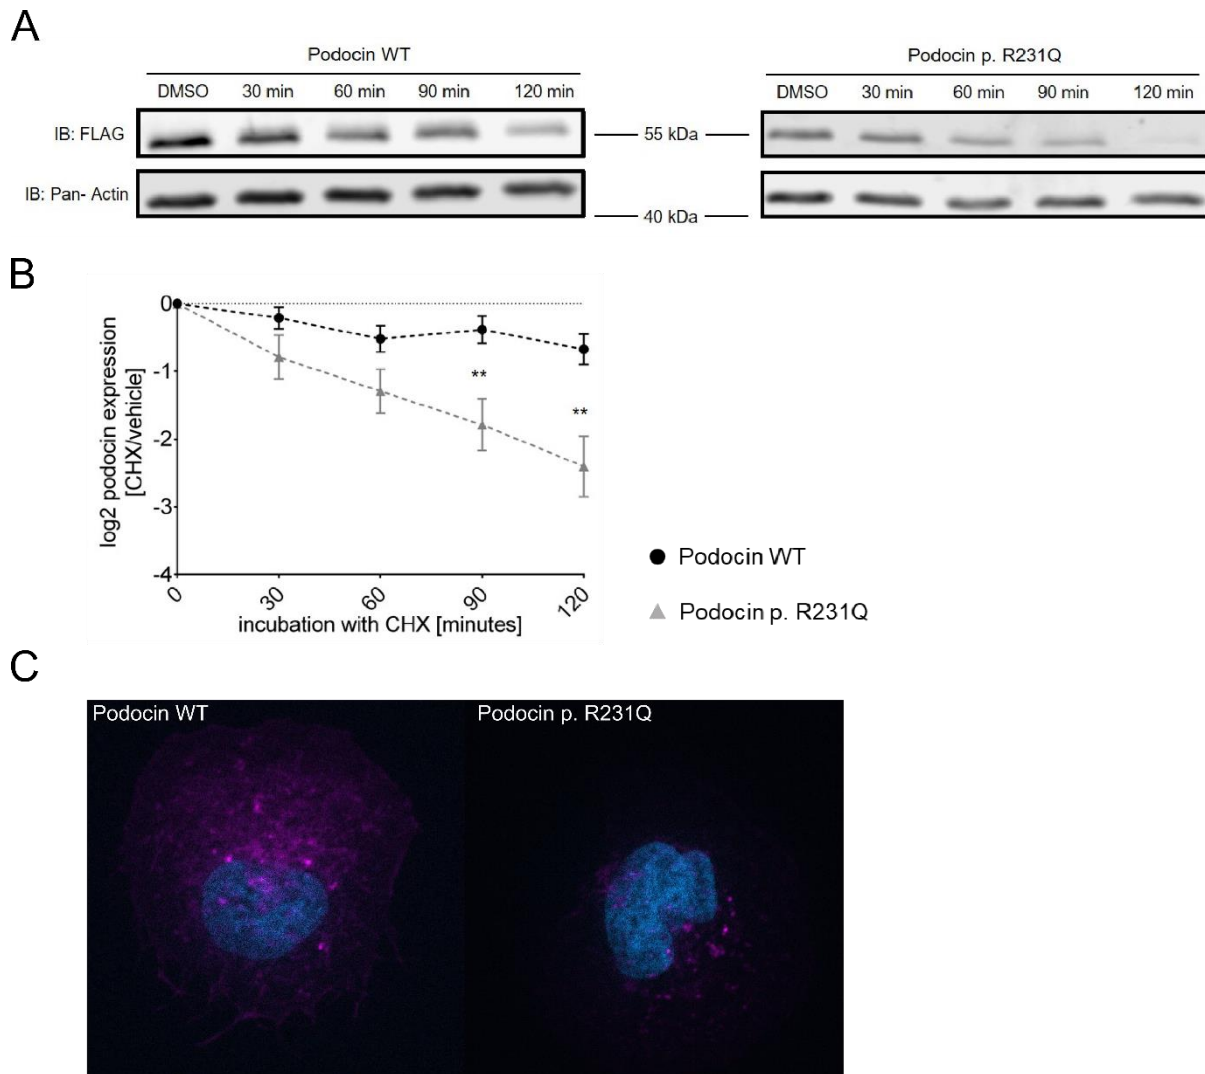 A
Podocin WT
Podocin p. R231Q
DMSO 30 min 60 min 90 min 120 min
DMSO 30 min 60 min 90 min 120 min
IB: FLAG
55 kDa
IB: Pan- Actin
40 kDa
B
log2 podocin expression
[CHX/vehicle]
0
-1
-2
-3
-4
**
**
0 30 60 90 120
incubation with CHX [minutes]
Podocin WT
Podocin p. R231Q
C
Podocin WT
Podocin p. R231Q